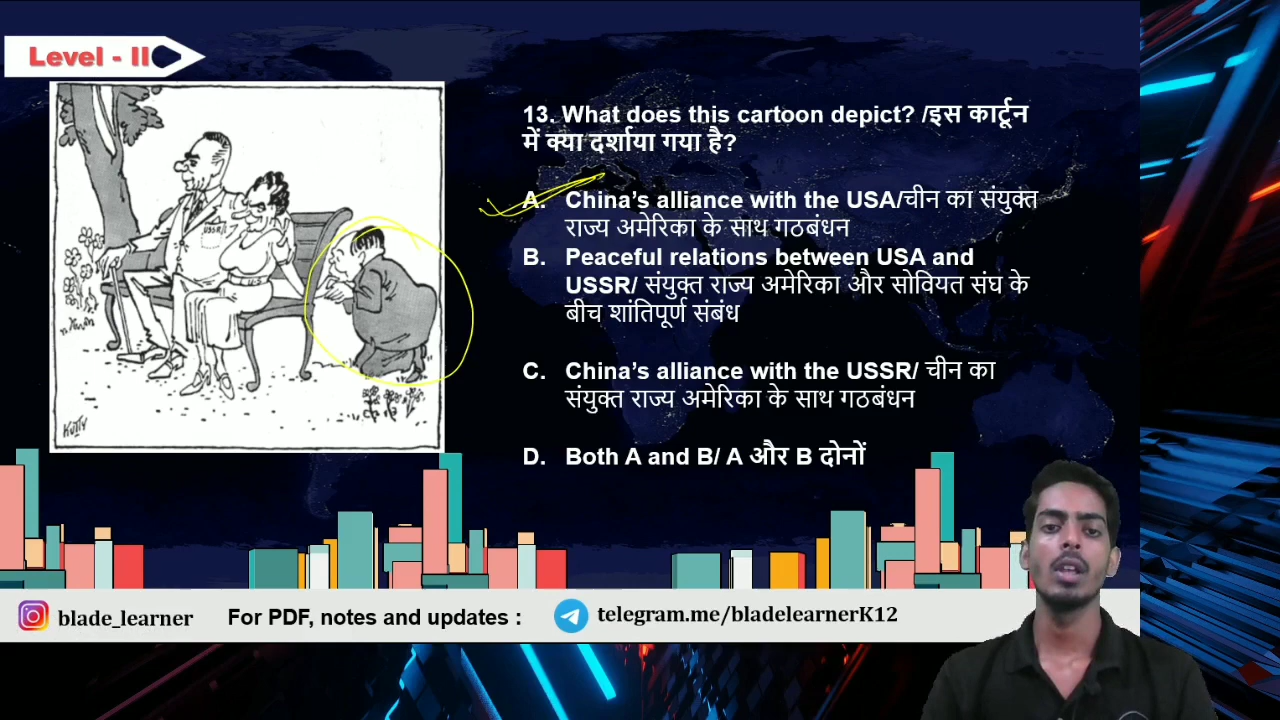 Level - II
13. What does this cartoon depict? /इस कार्टून
में क्या दर्शाया गया है?
A. China's alliance with the USA/चीन का संयुक्त
राज्य अमेरिका के साथ गठबंधन
B. Peaceful relations between USA and
USSR/ संयुक्त राज्य अमेरिका और सोवियत संघ के
बीच शांतिपूर्ण संबंध
C. China's alliance with the USSR/ चीन का
संयुक्त राज्य अमेरिका के साथ गठबंधन
D. Both A and B/ A और B दोनों
USSR
KUTTY
blade_learner For PDF, notes and updates : telegram.me/bladelearnerK12